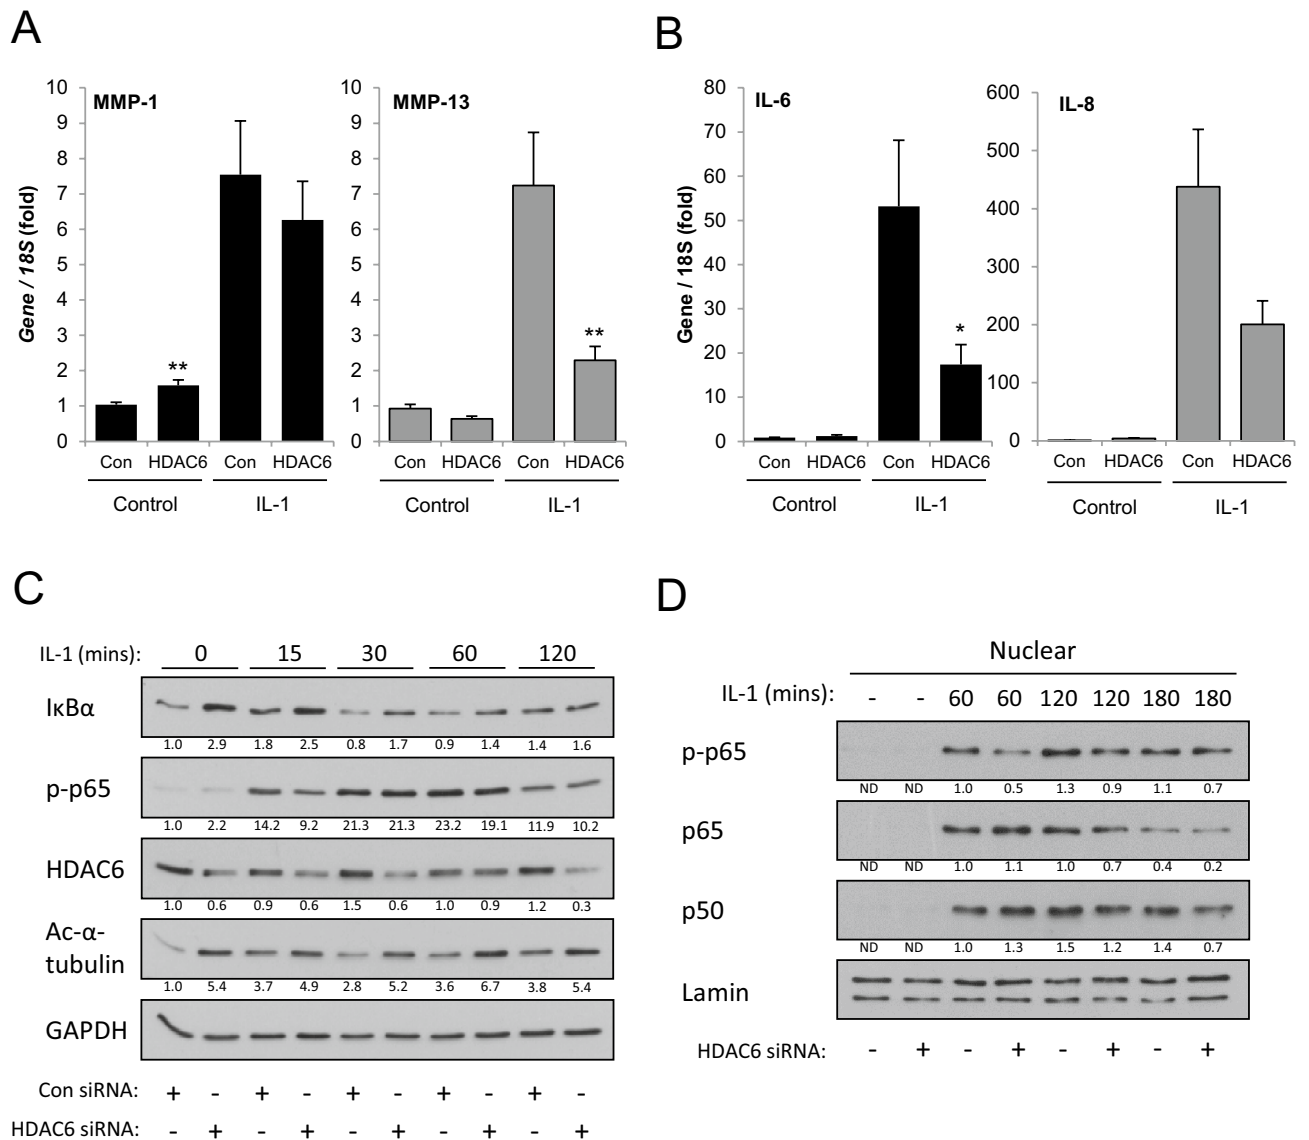 A
B
MMP-1
MMP-13
Gene / 18S (fold)
10
9
8
7
6
5
4
3
2
1
0
**
Con HDAC6 Con HDAC6
Control IL-1
10
9
8
7
6
5
4
3
2
1
0
**
Con HDAC6 Con HDAC6
Control IL-1
IL-6
Gene / 18S (fold)
80
70
60
50
40
30
20
10
0
*
Con HDAC6 Con HDAC6
Control IL-1
IL-8
600
500
400
300
200
100
0
Con HDAC6 Con HDAC6
Control IL-1
C
IL-1 (mins): 0 15 30 60 120
IκBα
1.0 2.9 1.8 2.5 0.8 1.7 0.9 1.4 1.4 1.6
p-p65
1.0 2.2 14.2 9.2 21.3 21.3 23.2 19.1 11.9 10.2
HDAC6
1.0 0.6 0.9 0.6 1.5 0.6 1.0 0.9 1.2 0.3
Ac-α-
tubulin
1.0 5.4 3.7 4.9 2.8 5.2 3.6 6.7 3.8 5.4
GAPDH
Con siRNA: + - + - + - + - + -
HDAC6 siRNA: - + - + - + - + - +
D
Nuclear
IL-1 (mins): - - 60 60 120 120 180 180
p-p65
ND ND 1.0 0.5 1.3 0.9 1.1 0.7
p65
ND ND 1.0 1.1 1.0 0.7 0.4 0.2
p50
ND ND 1.0 1.3 1.5 1.2 1.4 0.7
Lamin
HDAC6 siRNA: - + - + - + - +